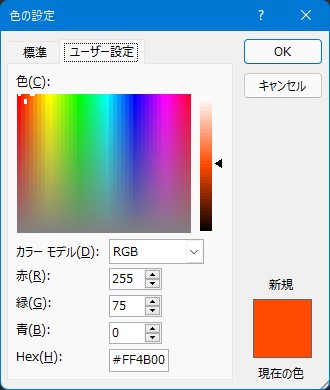 色の設定
?
標準 ユーザー設定
OK
キャンセル
色(C):
カラー モデル(D): RGB
赤(R): 255
緑(G): 75
青(B): 0
Hex(H): #FF4B00
新規
現在の色